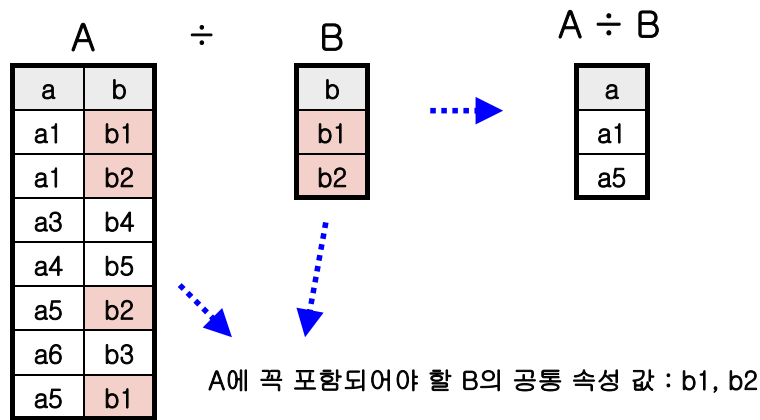 A ÷ B A ÷ B
a b b a
a1 b1 b1 a1
a1 b2 b2 a5
a3 b4
a4 b5
a5 b2
a6 b3
a5 b1
A에 꼭 포함되어야 할 B의 공통 속성 값 : b1, b2